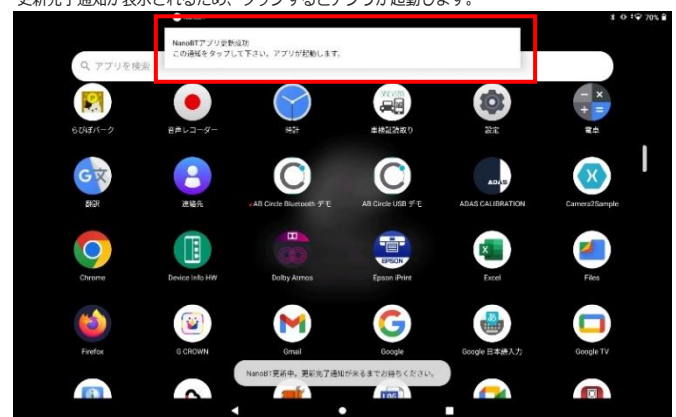 更新完了通知が表示されるため、タップするとアプリが起動します。
70%
NanoBTアプリ更新成功
この通知をタップして下さい。アプリが起動します。
アプリを検索
らびぱーク
音声レコーダー
時計
車検証読取り
設定
電卓
翻訳
連絡先
AB Circle Bluetooth デモ
AB Circle USB デモ
ADAS CALIBRATION
Camera2Sample
Chrome
Device Info HW
Dolby Atmos
EPSON
Epson iPrint
Excel
Files
Firefox
G CROWN
Gmail
Google
Google 日本語入力
Google TV
NanoBT更新中。更新完了通知が来るまでお待ちください。
LOG